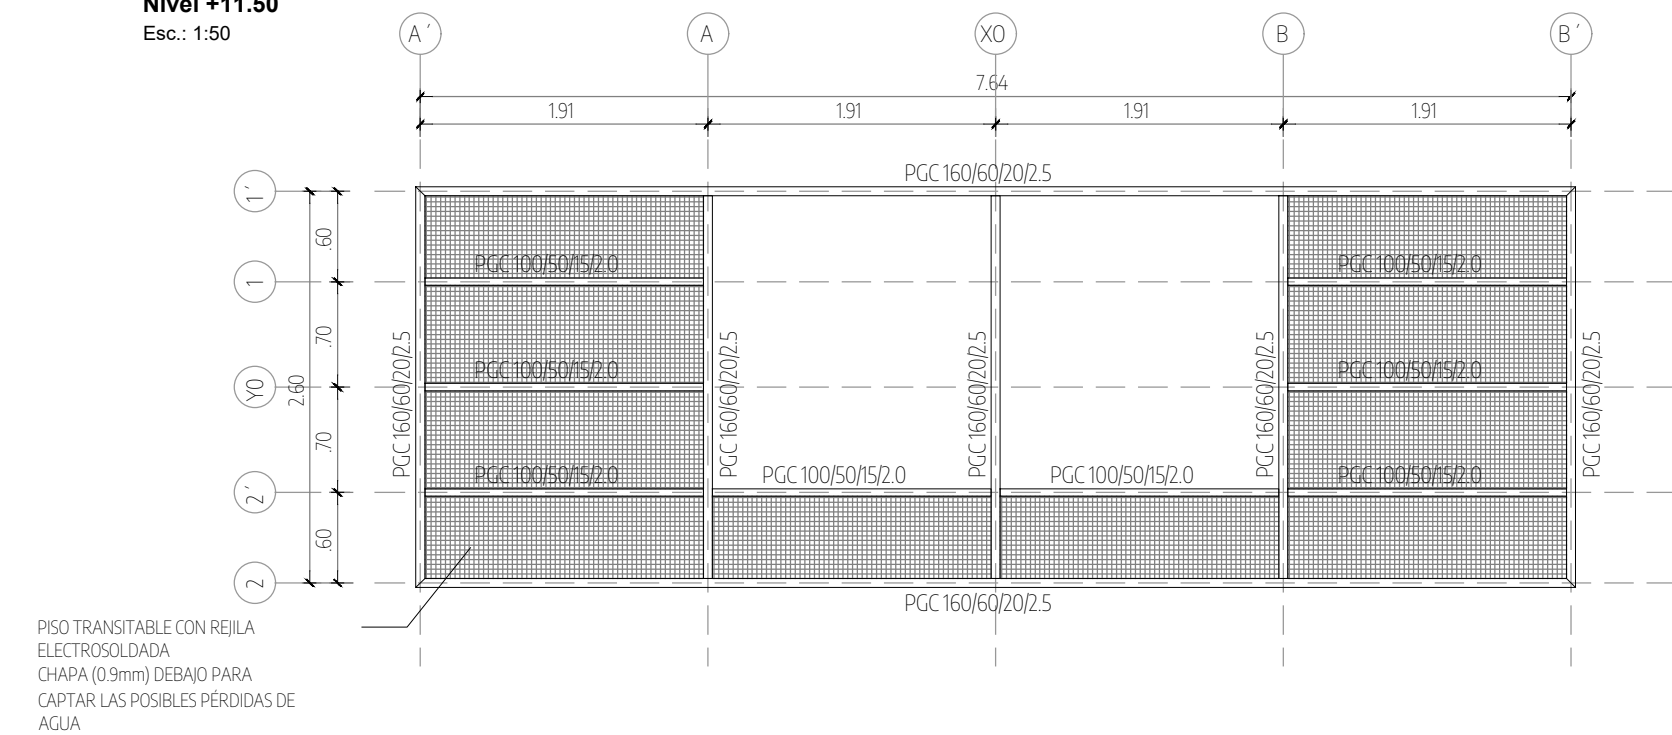 Nivel +11.50
Esc.: 1:50
A´
A
X0
B
B´
7.64
1.91
1.91
1.91
1.91
PGC 160/60/20/2.5
1´
1
Y0
2´
2
.60
.70
.70
.60
2.60
PGC 100/50/15/2.0
PGC 100/50/15/2.0
PGC 160/60/20/2.5
PGC 160/60/20/2.5
PGC 160/60/20/2.5
PGC 160/60/20/2.5
PGC 160/60/20/2.5
PGC 100/50/15/2.0
PGC 100/50/15/2.0
PGC 100/50/15/2.0
PGC 100/50/15/2.0
PGC 100/50/15/2.0
PGC 100/50/15/2.0
PGC 160/60/20/2.5
PISO TRANSITABLE CON REJILA
ELECTROSOLDADA
CHAPA (0.9mm) DEBAJO PARA
CAPTAR LAS POSIBLES PÉRDIDAS DE
AGUA